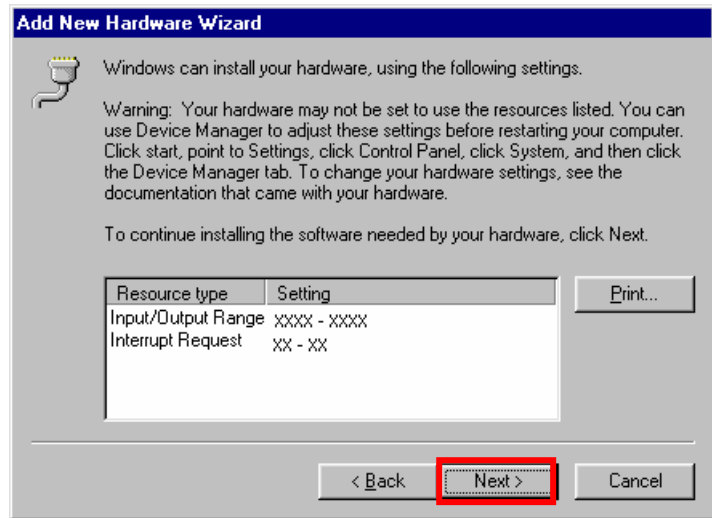 Add New Hardware Wizard
Windows can install your hardware, using the following settings.
Warning: Your hardware may not be set to use the resources listed. You can
use Device Manager to adjust these settings before restarting your computer.
Click start, point to Settings, click Control Panel, click System, and then click
the Device Manager tab. To change your hardware settings, see the
documentation that came with your hardware.
To continue installing the software needed by your hardware, click Next.
Resource type Setting
Input/Output Range XXXX - XXXX
Interrupt Request XX - XX
Print...
< Back Next > Cancel